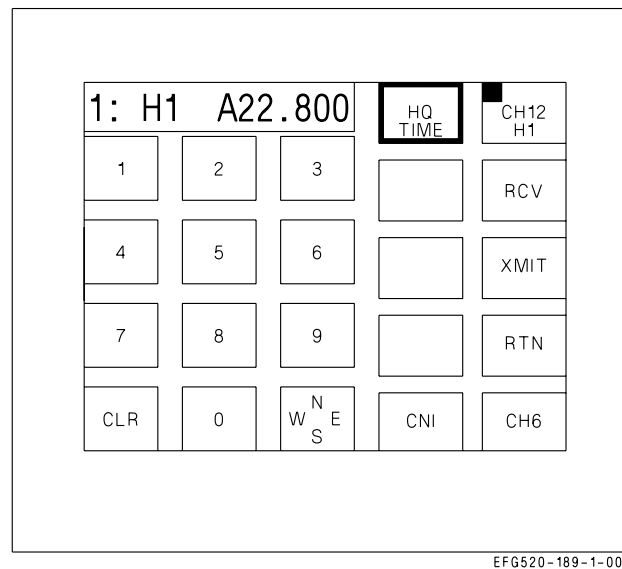 1: H1 A22.800
HQ
TIME
CH12
H1
1
2
3
RCV
4
5
6
XMIT
7
8
9
RTN
CLR
0
N
W E
S
CNI
CH6
EFG520-189-1-00